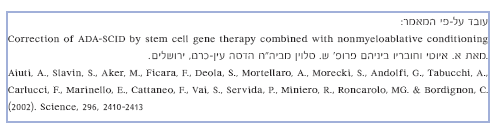 עובד על-פי המאמר:
Correction of ADA-SCID by stem cell gene therapy combined with nonmyeloablative conditioning
מאת א. איוטי וחובריו ביניהם פרופ' ש. סלוין מביה"ח הדסה עין-כרם, ירושלים.
Aiuti, A., Slavin, S., Aker, M., Ficara, F., Deola, S., Mortellaro, A., Morecki, S., Andolfi, G., Tabucchi, A.,
Carlucci, F., Marinello, E., Cattaneo, F., Vai, S., Servida, P., Miniero, R., Roncarolo, MG. & Bordignon, C.
(2002). Science, 296, 2410-2413